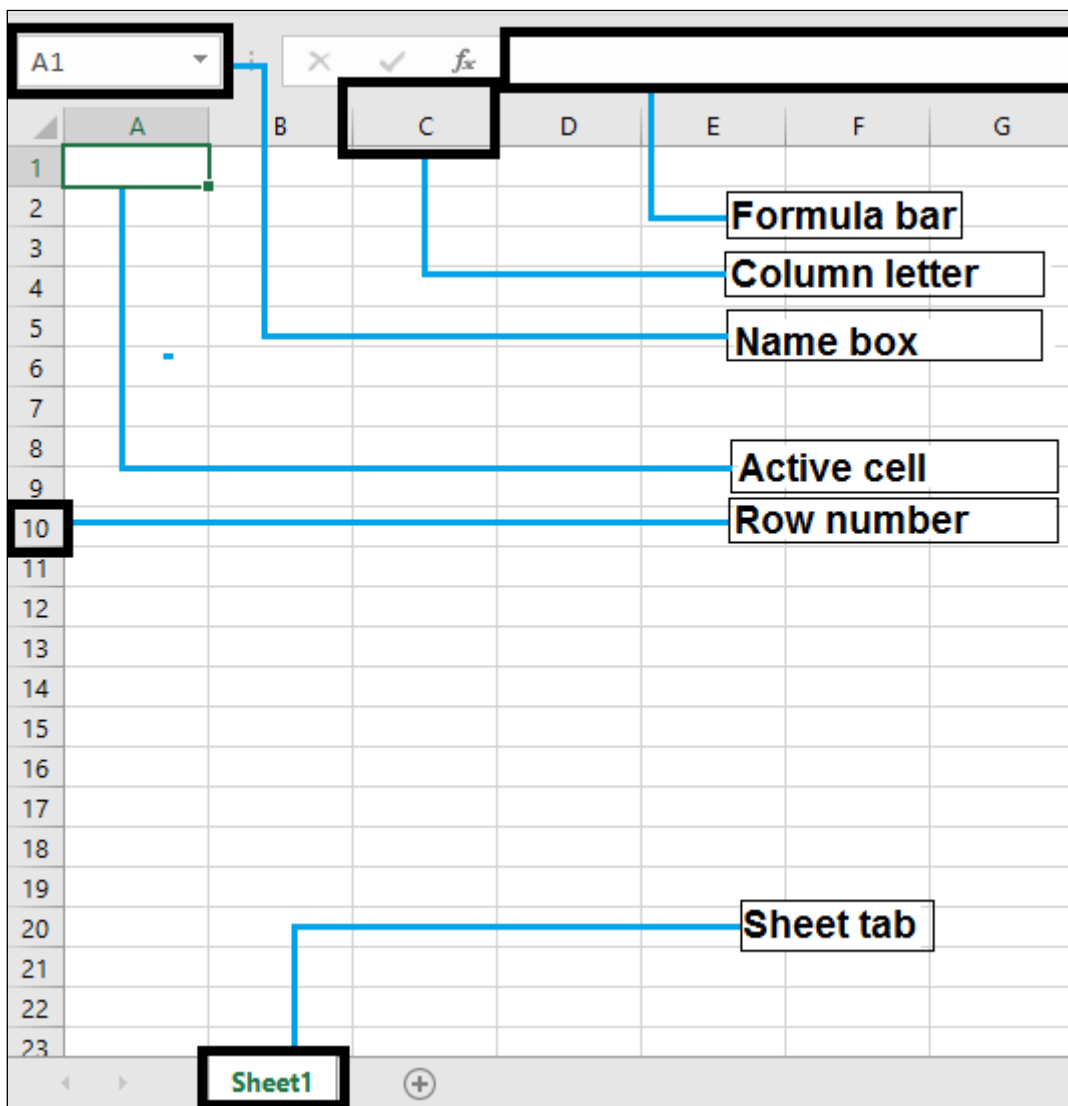 A1 fx
A B C D E F G
1
2
Formula bar
3
Column letter
4
5
Name box
6
7
8
Active cell
9
10
Row number
11
12
13
14
15
16
17
18
19
20
Sheet tab
21
22
23
Sheet1